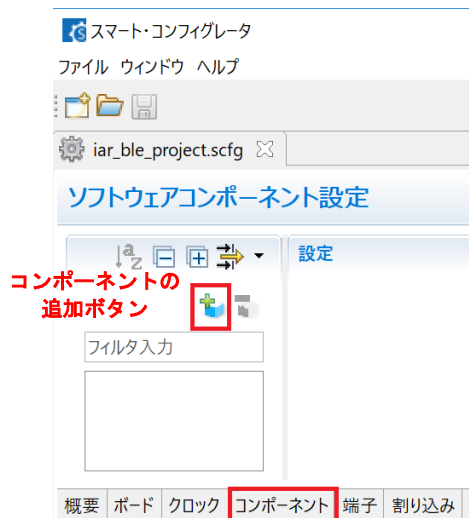 スマート・コンフィグレータ
ファイル ウィンドウ ヘルプ
iar_ble_project.scfg
ソフトウェアコンポーネント設定
設定
コンポーネントの
追加ボタン
フィルタ入力
概要 ボード クロック コンポーネント 端子 割り込み